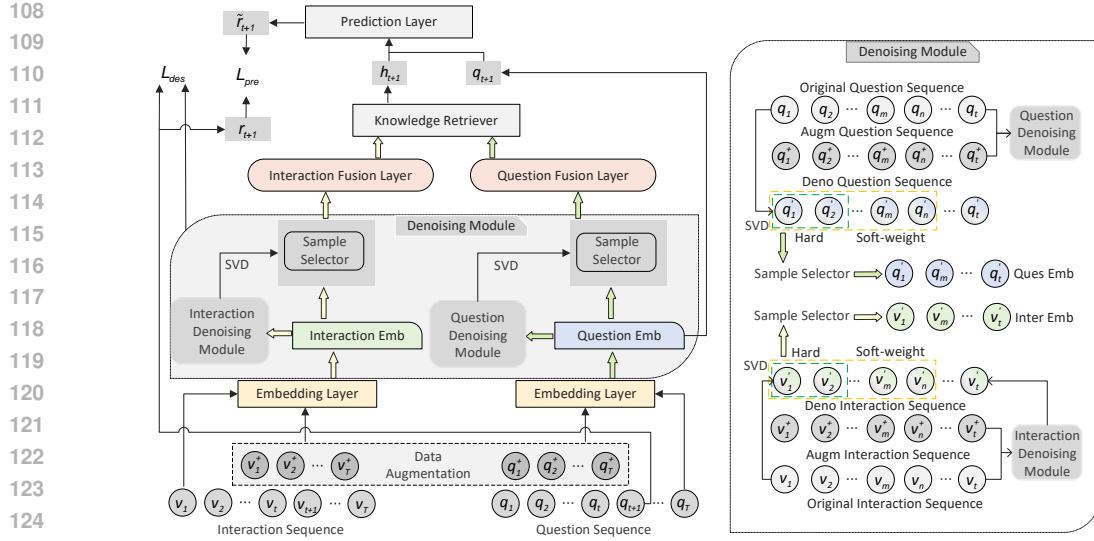 108
109
110
111
112
113
114
115
116
117
118
119
120
121
122
123
124
r̃t+1
Prediction Layer
Ldes
Lpre
ht+1
qt+1
rt+1
Knowledge Retriever
Interaction Fusion Layer
Question Fusion Layer
Denoising Module
Sample
Selector
Sample
Selector
SVD
SVD
Interaction
Denoising
Module
Question
Denoising
Module
Interaction Emb
Question Emb
Embedding Layer
Embedding Layer
v1+ v2+ ··· vT+
Data
Augmentation
q1+ q2+ ··· qT+
v1 v2 ··· vt vt+1 ··· vT
q1 q2 ··· qt qt+1 ··· qT
Interaction Sequence
Question Sequence
Denoising Module
Original Question Sequence
q1 q2 ··· qm qn ··· qt
Augm Question Sequence
q1+ q2+ ··· qm+ qn+ ··· qt+
Question
Denoising
Module
Deno Question Sequence
q1' q2' ··· qm' qn' ··· qt'
SVD
Hard
Soft-weight
Sample Selector
q1' qm' ··· qt'
Ques Emb
Sample Selector
v1' vm' ··· vt'
Inter Emb
Hard
Soft-weight
SVD
v1' v2' ··· vm' vn' ··· vt'
Deno Interaction Sequence
v1+ v2+ ··· vm+ vn+ ··· vt+
Augm Interaction Sequence
Interaction
Denoising
Module
v1 v2 ··· vm vn ··· vt
Original Interaction Sequence